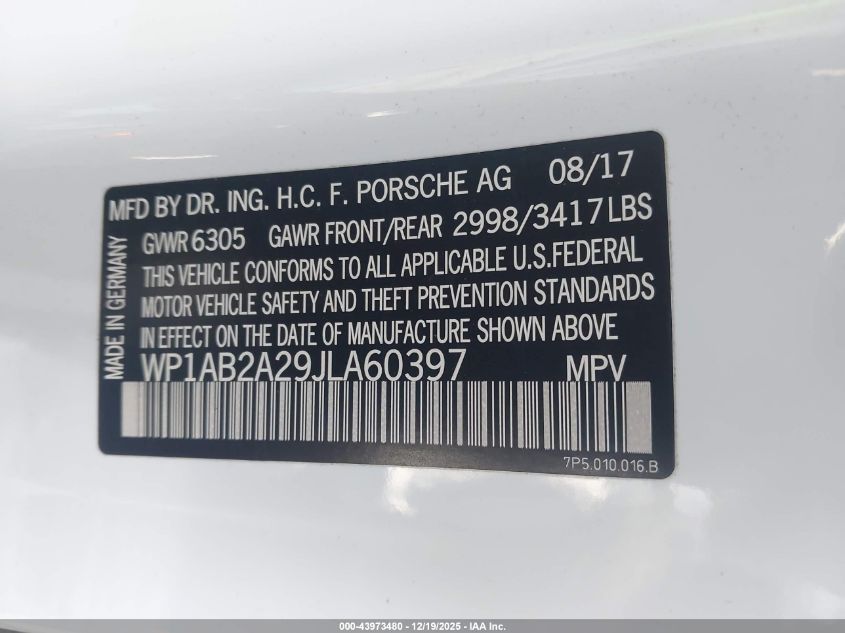 MFD BY DR. ING. H.C. F. PORSCHE AG 08/17
GVWR 6305 GAWR FRONT/REAR 2998/3417 LBS
THIS VEHICLE CONFORMS TO ALL APPLICABLE U.S.FEDERAL
MOTOR VEHICLE SAFETY AND THEFT PREVENTION STANDARDS
IN EFFECT ON THE DATE OF MANUFACTURE SHOWN ABOVE
WP1AB2A29JLA60397 MPV
MADE IN GERMANY
7P5.010.016.B
000-43973480 - 12/19/2025 - IAA Inc.